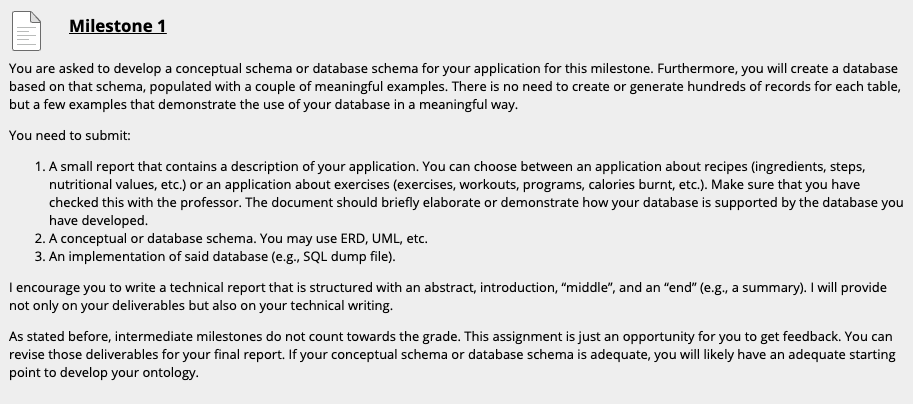 Milestone 1
You are asked to develop a conceptual schema or database schema for your application for this milestone. Furthermore, you will create a database
based on that schema, populated with a couple of meaningful examples. There is no need to create or generate hundreds of records for each table,
but a few examples that demonstrate the use of your database in a meaningful way.
You need to submit:
1. A small report that contains a description of your application. You can choose between an application about recipes (ingredients, steps,
nutritional values, etc.) or an application about exercises (exercises, workouts, programs, calories burnt, etc.). Make sure that you have
checked this with the professor. The document should briefly elaborate or demonstrate how your database is supported by the database you
have developed.
2. A conceptual or database schema. You may use ERD, UML, etc.
3. An implementation of said database (e.g., SQL dump file).
I encourage you to write a technical report that is structured with an abstract, introduction, “middle”, and an “end” (e.g., a summary). I will provide
not only on your deliverables but also on your technical writing.
As stated before, intermediate milestones do not count towards the grade. This assignment is just an opportunity for you to get feedback. You can
revise those deliverables for your final report. If your conceptual schema or database schema is adequate, you will likely have an adequate starting
point to develop your ontology.